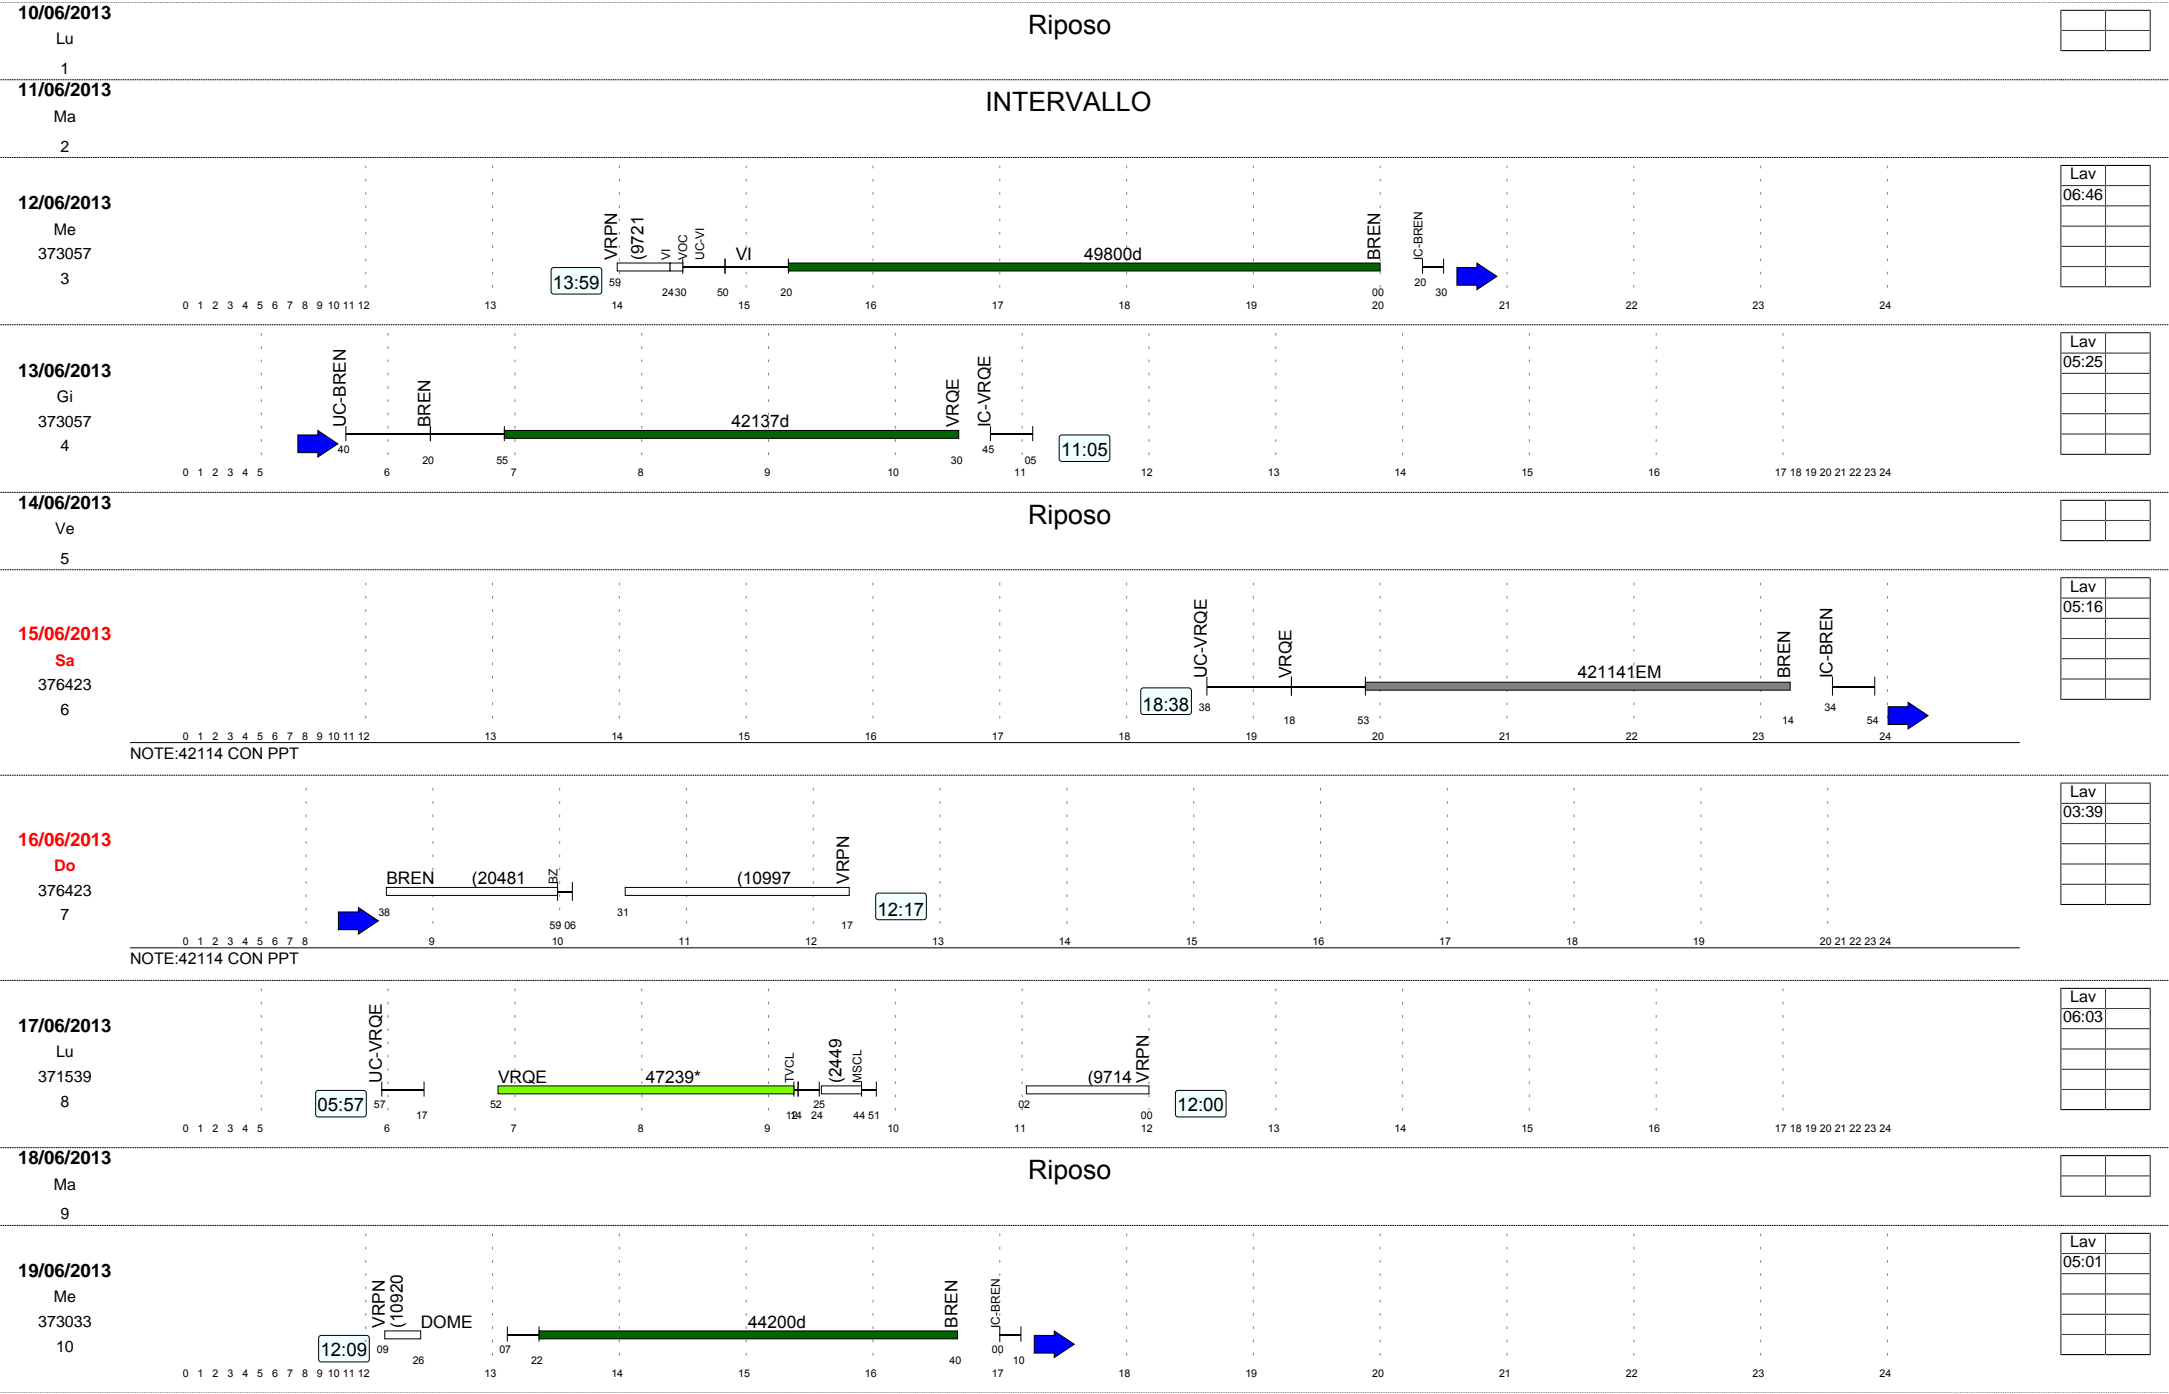 10/06/2013
Lu
1
Riposo
11/06/2013
Ma
2
INTERVALLO
12/06/2013
Me
373057
3
13:59
VRPN (9721 VI VOC UC-VI VI 49800d BREN IC-BREN
59 24 30 50 20 00 20 30
0 1 2 3 4 5 6 7 8 9 10 11 12 13 14 15 16 17 18 19 20 21 22 23 24
Lav
06:46
13/06/2013
Gi
373057
4
UC-BREN BREN 42137d VRQE IC-VRQE
40 20 55 30 45 05
11:05
0 1 2 3 4 5 6 7 8 9 10 11 12 13 14 15 16 17 18 19 20 21 22 23 24
Lav
05:25
14/06/2013
Ve
5
Riposo
15/06/2013
Sa
376423
6
18:38
UC-VRQE VRQE 421141EM BREN IC-BREN
38 18 53 14 34 54
0 1 2 3 4 5 6 7 8 9 10 11 12 13 14 15 16 17 18 19 20 21 22 23 24
NOTE:42114 CON PPT
Lav
05:16
16/06/2013
Do
376423
7
BREN (20481 BZ (10997 VRPN
38 59 06 31 17
12:17
0 1 2 3 4 5 6 7 8 9 10 11 12 13 14 15 16 17 18 19 20 21 22 23 24
NOTE:42114 CON PPT
Lav
03:39
17/06/2013
Lu
371539
8
05:57
UC-VRQE VRQE 47239* TVCL (2449 MSCL (9714 VRPN
57 17 52 12 14 24 25 44 51 02 00
12:00
0 1 2 3 4 5 6 7 8 9 10 11 12 13 14 15 16 17 18 19 20 21 22 23 24
Lav
06:03
18/06/2013
Ma
9
Riposo
19/06/2013
Me
373033
10
12:09
VRPN (10920 DOME 44200d BREN IC-BREN
09 26 07 22 40 00 10
0 1 2 3 4 5 6 7 8 9 10 11 12 13 14 15 16 17 18 19 20 21 22 23 24
Lav
05:01